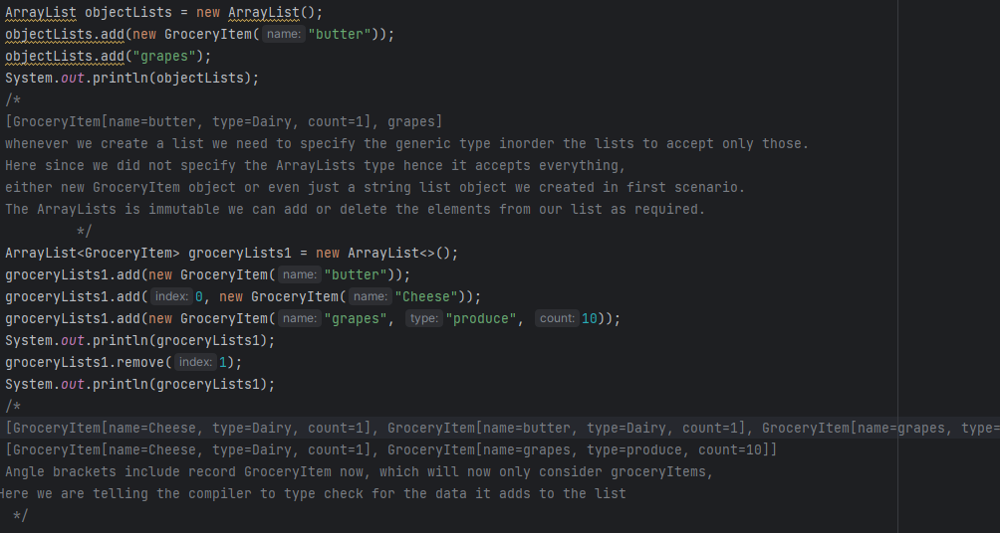 ArrayList objectLists = new ArrayList();
objectLists.add(new GroceryItem( name: "butter"));
objectLists.add("grapes");
System.out.println(objectLists);
/*
[GroceryItem[name=butter, type=Dairy, count=1], grapes]
whenever we create a list we need to specify the generic type inorder the lists to accept only those.
Here since we did not specify the ArrayLists type hence it accepts everything,
either new GroceryItem object or even just a string list object we created in first scenario.
The ArrayLists is immutable we can add or delete the elements from our list as required.
*/
ArrayList<GroceryItem> groceryLists1 = new ArrayList<>();
groceryLists1.add(new GroceryItem( name: "butter"));
groceryLists1.add( index: 0, new GroceryItem( name: "Cheese"));
groceryLists1.add(new GroceryItem( name: "grapes", type: "produce", count: 10));
System.out.println(groceryLists1);
groceryLists1.remove( index: 1);
System.out.println(groceryLists1);
/*
[GroceryItem[name=Cheese, type=Dairy, count=1], GroceryItem[name=butter, type=Dairy, count=1], GroceryItem[name=grapes, type=
[GroceryItem[name=Cheese, type=Dairy, count=1], GroceryItem[name=grapes, type=produce, count=10]]
Angle brackets include record GroceryItem now, which will now only consider groceryItems,
Here we are telling the compiler to type check for the data it adds to the list
*/